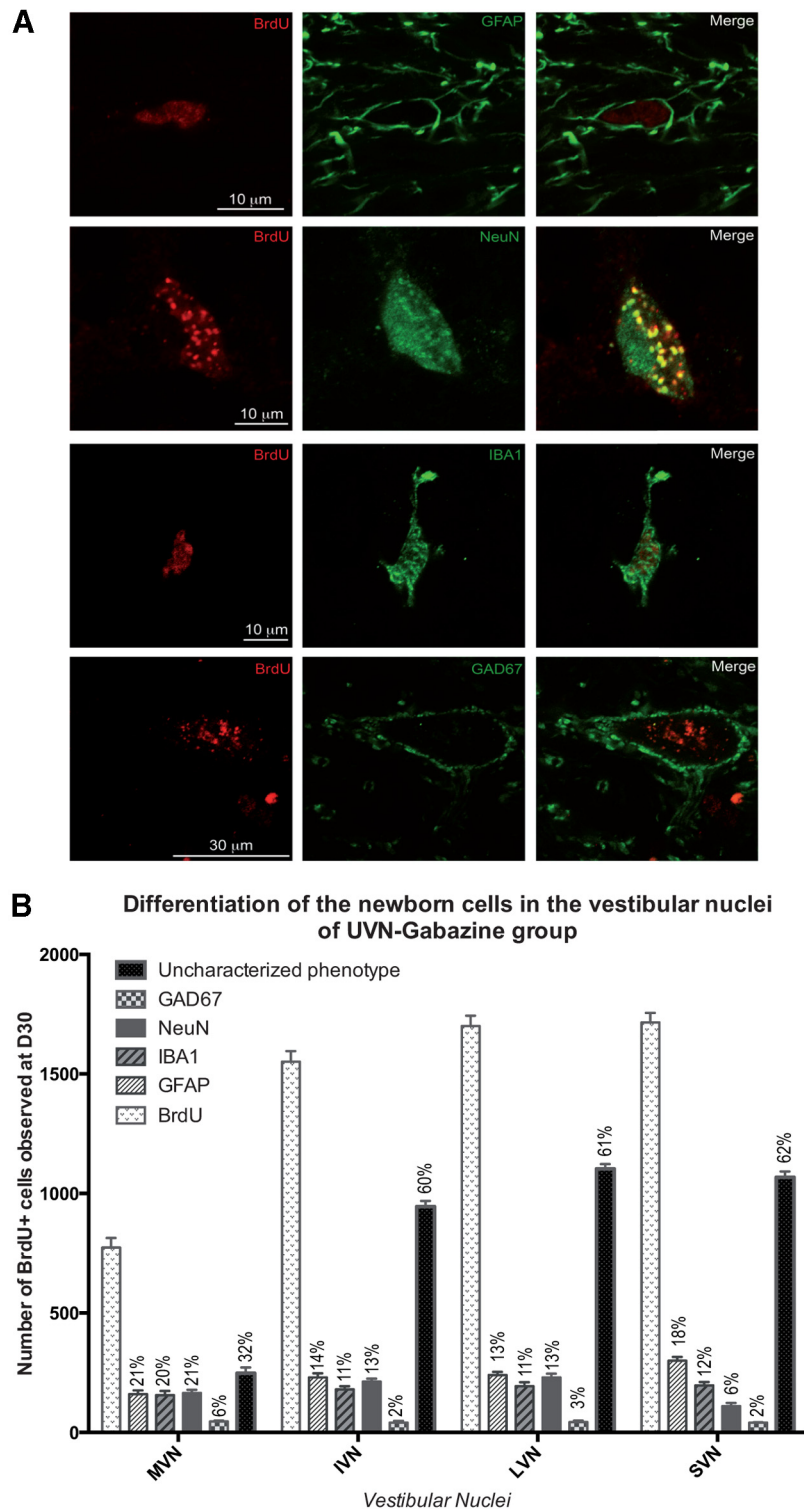 A
BrdU
GFAP
Merge
10 μm
BrdU
NeuN
Merge
10 μm
BrdU
IBA1
Merge
10 μm
BrdU
GAD67
Merge
30 μm
B
Differentiation of the newborn cells in the vestibular nuclei
of UVN-Gabazine group
Number of BrdU+ cells observed at D30
2000
1500
1000
500
0
Uncharacterized phenotype
GAD67
NeuN
IBA1
GFAP
BrdU
21%
20%
21%
6%
32%
14%
11%
13%
2%
60%
13%
11%
13%
3%
61%
18%
12%
6%
2%
62%
MVN
IVN
LVN
SVN
Vestibular Nuclei